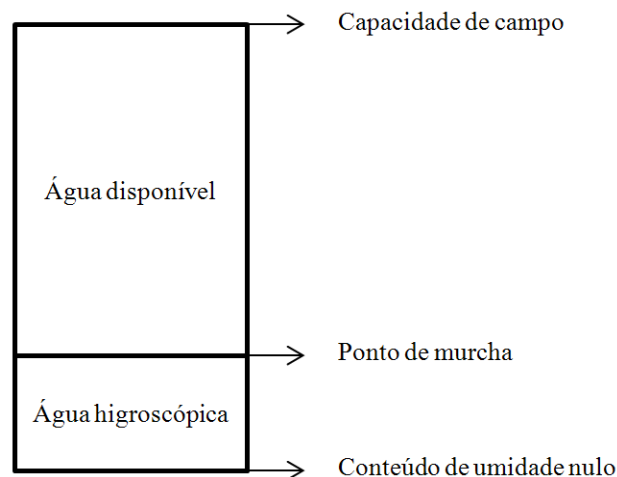 Capacidade de campo
Água disponível
Ponto de murcha
Água higroscópica
Conteúdo de umidade nulo